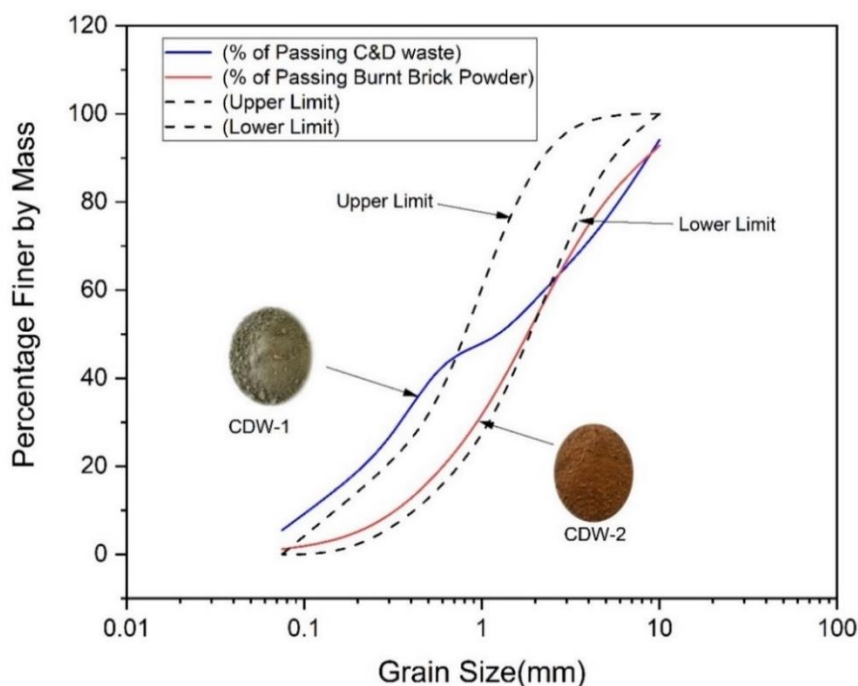 120
100
80
60
40
20
0
Percentage Finer by Mass
(% of Passing C&D waste)
(% of Passing Burnt Brick Powder)
(Upper Limit)
(Lower Limit)
Upper Limit
Lower Limit
CDW-1
CDW-2
0.01
0.1
1
10
100
Grain Size(mm)